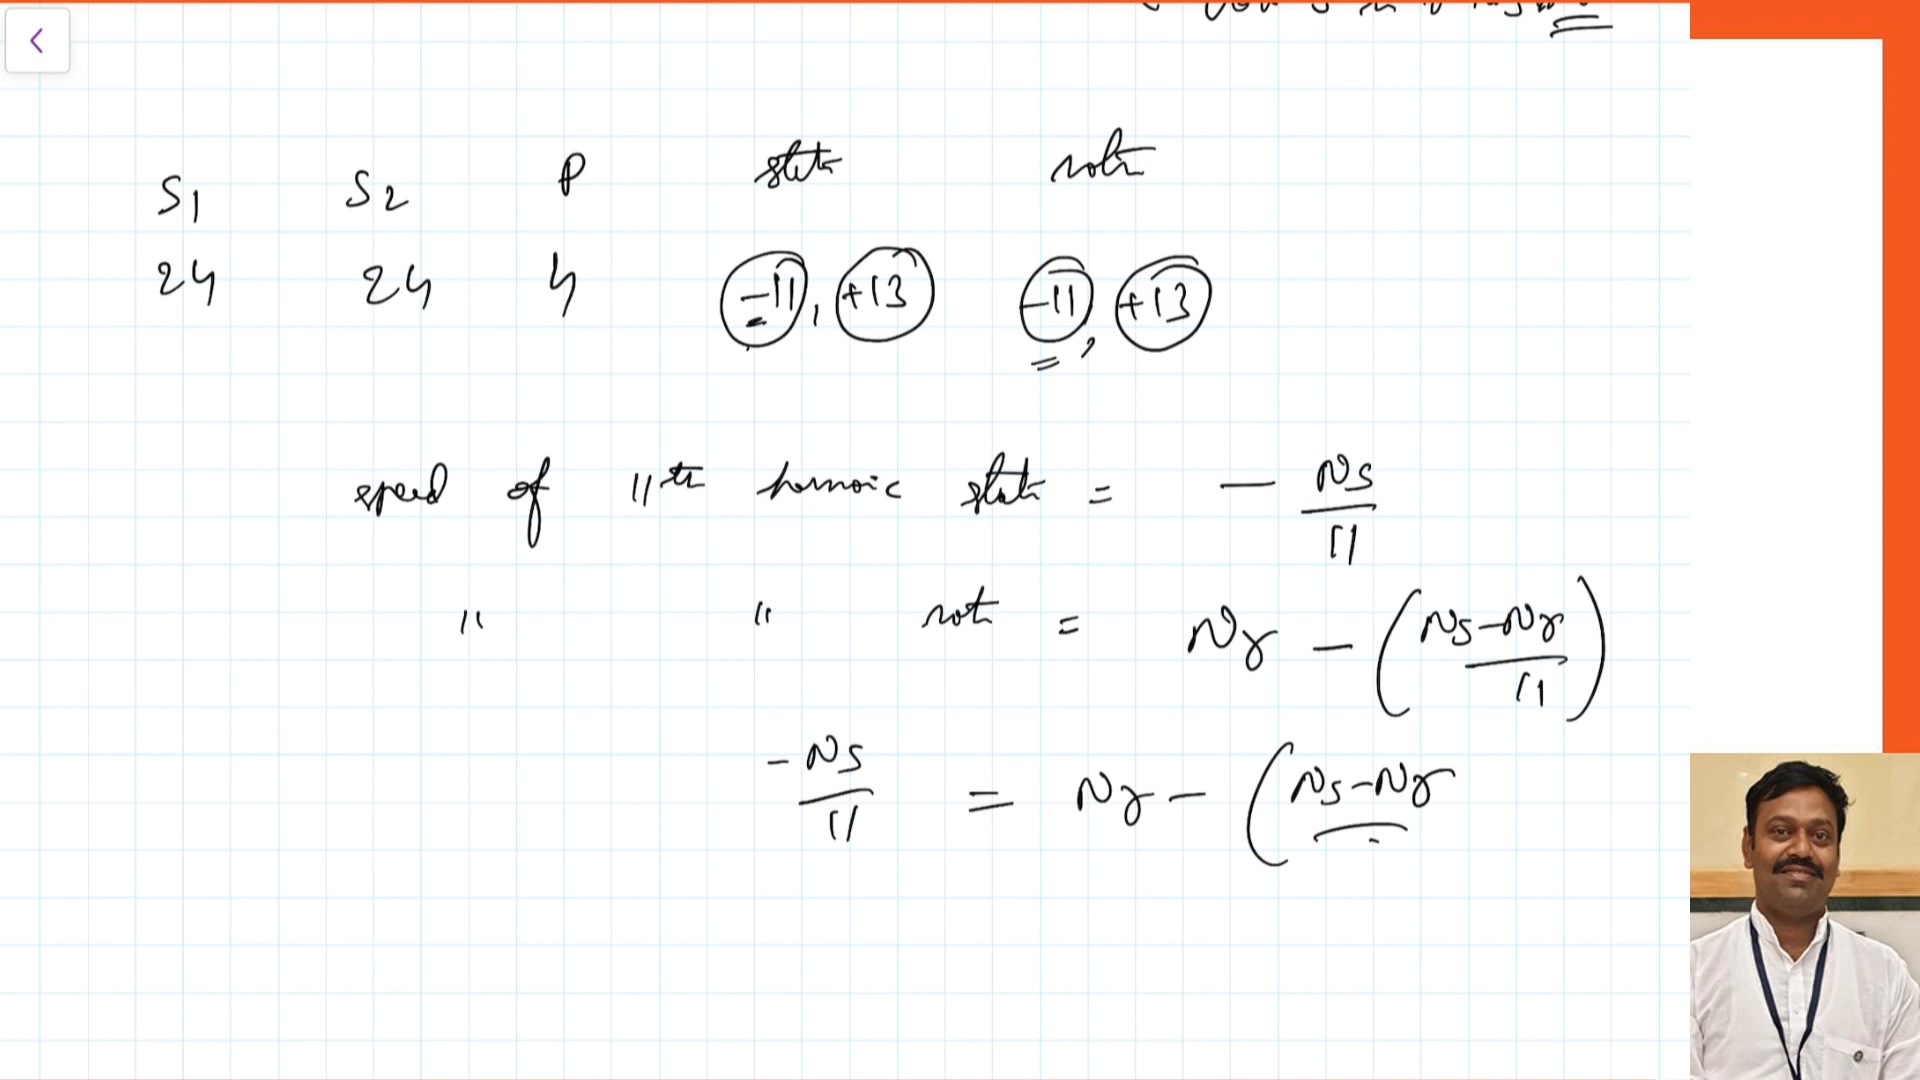 S1 S2 P stator rotor
24 24 4 -11, +13 -11, +13
speed of 11th harmonic stator = - Ns/11
" " rotor = Nr - (Ns-Nr/11)
-Ns/11 = Nr - (Ns-Nr